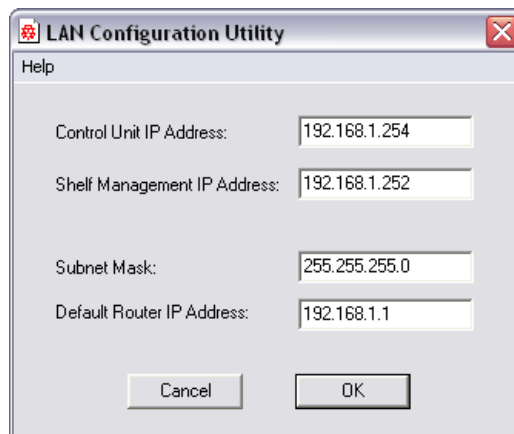 LAN Configuration Utility
Help
Control Unit IP Address: 192.168.1.254
Shelf Management IP Address: 192.168.1.252
Subnet Mask: 255.255.255.0
Default Router IP Address: 192.168.1.1
Cancel OK